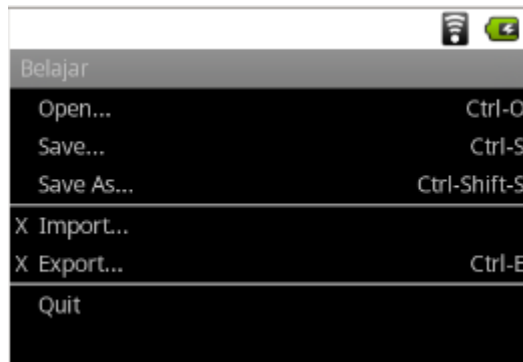 Belajar
Open... Ctrl-O
Save... Ctrl-S
Save As... Ctrl-Shift-S
X Import...
X Export... Ctrl-E
Quit